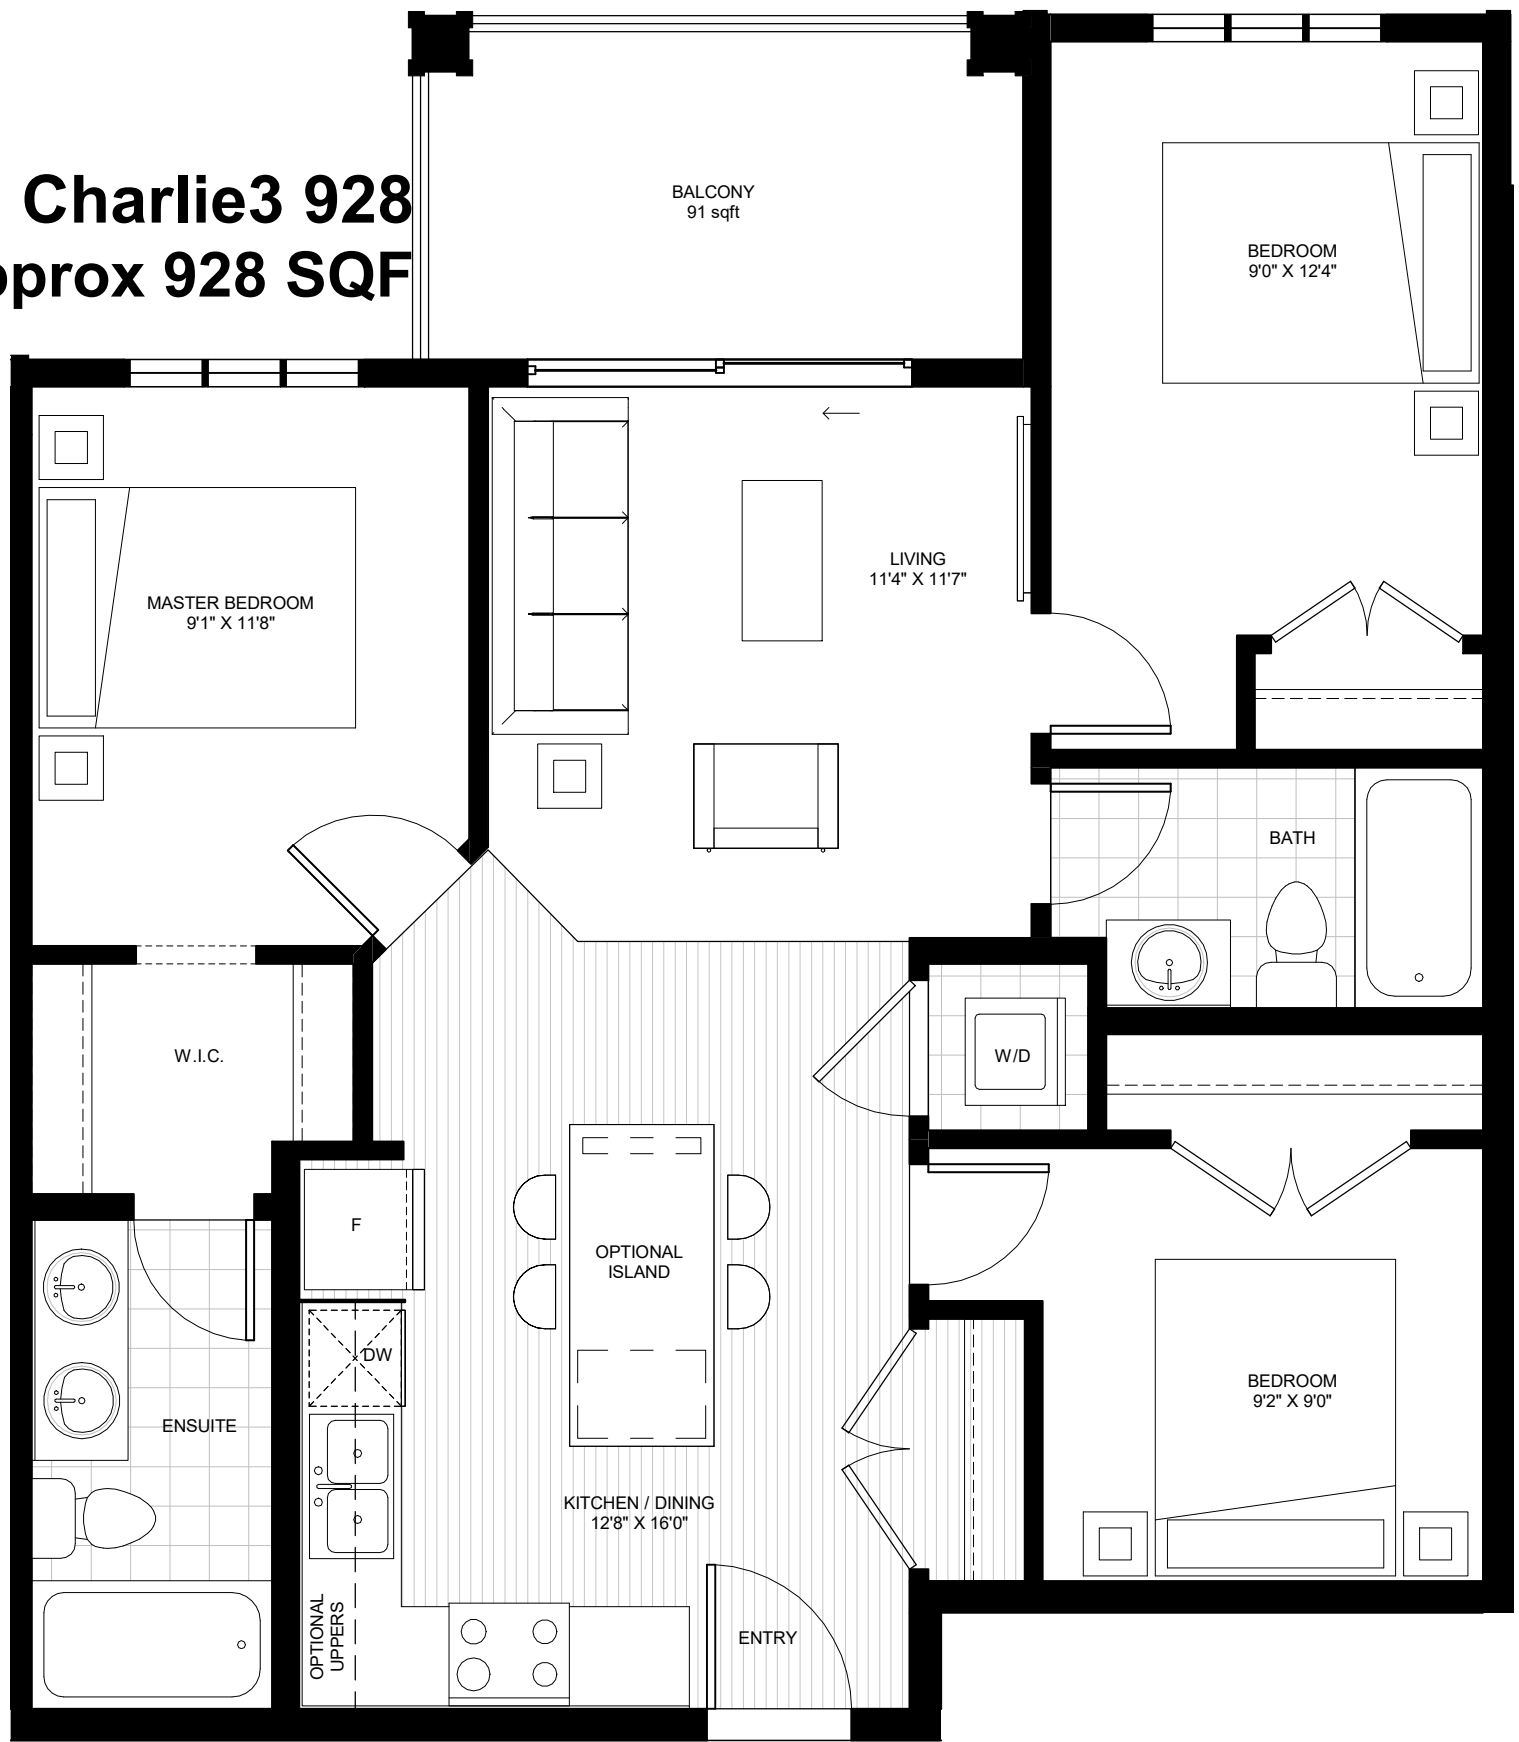 Charlie3 928
pprox 928 SQF
BALCONY
91 sqft
BEDROOM
9'0" X 12'4"
LIVING
11'4" X 11'7"
MASTER BEDROOM
9'1" X 11'8"
BATH
W.I.C.
W/D
F
OPTIONAL
ISLAND
DW
BEDROOM
9'2" X 9'0"
ENSUITE
KITCHEN / DINING
12'8" X 16'0"
OPTIONAL
UPPERS
ENTRY